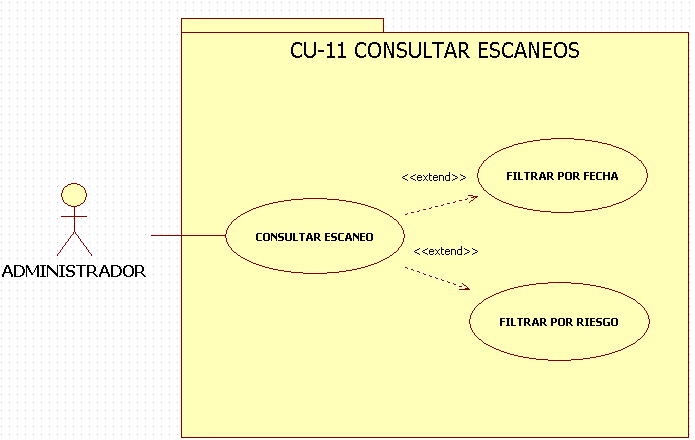 CU-11 CONSULTAR ESCANEOS
<<extend>>
FILTRAR POR FECHA
CONSULTAR ESCANEO
<<extend>>
ADMINISTRADOR
FILTRAR POR RIESGO